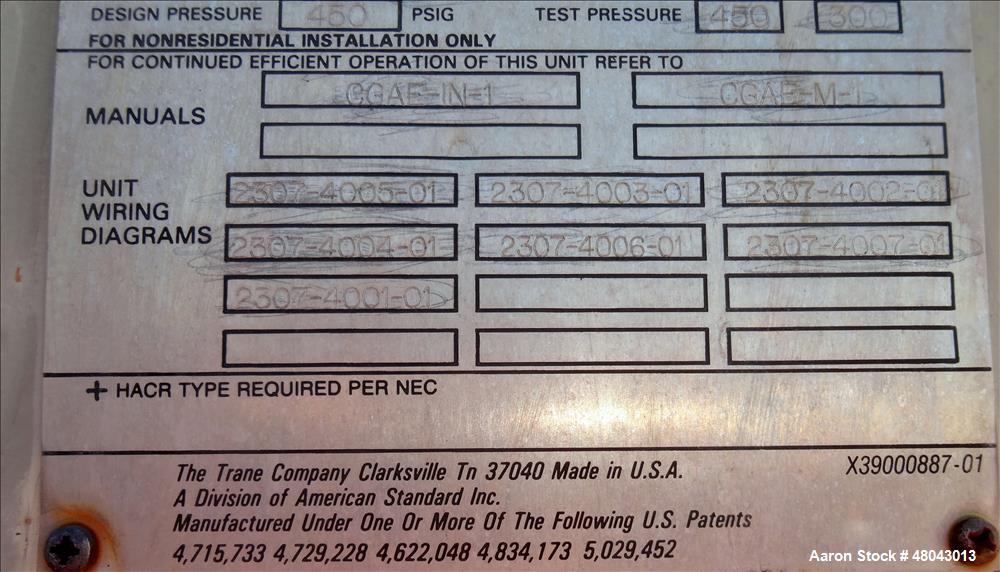 DESIGN PRESSURE 450 PSIG TEST PRESSURE 450 300
FOR NONRESIDENTIAL INSTALLATION ONLY
FOR CONTINUED EFFICIENT OPERATION OF THIS UNIT REFER TO
MANUALS CGAE-IN-1 CGAE-M-1
UNIT WIRING DIAGRAMS
2307-4005-01 2307-4003-01 2307-4002-01
2307-4004-01 2307-4006-01 2307-4007-01
2307-4001-01
+ HACR TYPE REQUIRED PER NEC
The Trane Company Clarksville Tn 37040 Made in U.S.A. X39000887-01
A Division of American Standard Inc.
Manufactured Under One Or More Of The Following U.S. Patents
4,715,733 4,729,228 4,622,048 4,834,173 5,029,452
Aaron Stock # 48043013